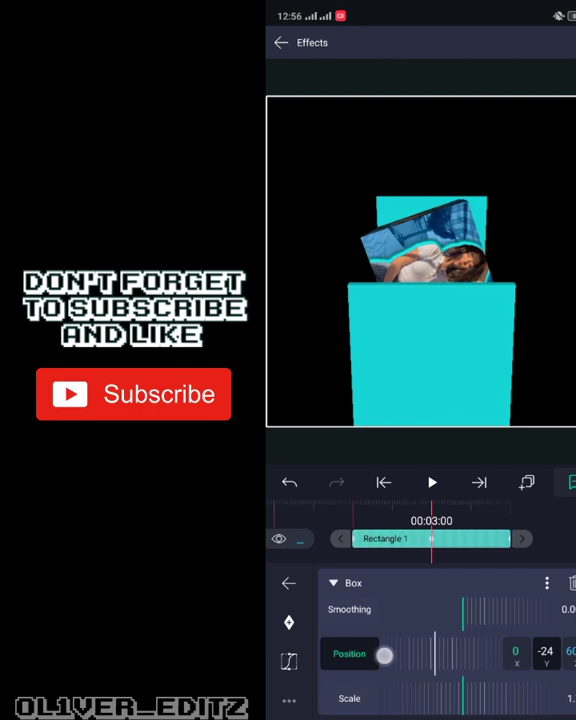 12:56
Effects
DON'T FORGET
TO SUBSCRIBE
AND LIKE
Subscribe
00:03:00
Rectangle 1
Box
Smoothing
0.0
Position
0
X
-24
Y
60
Z
Scale
1.
OL1VER_EDITZ